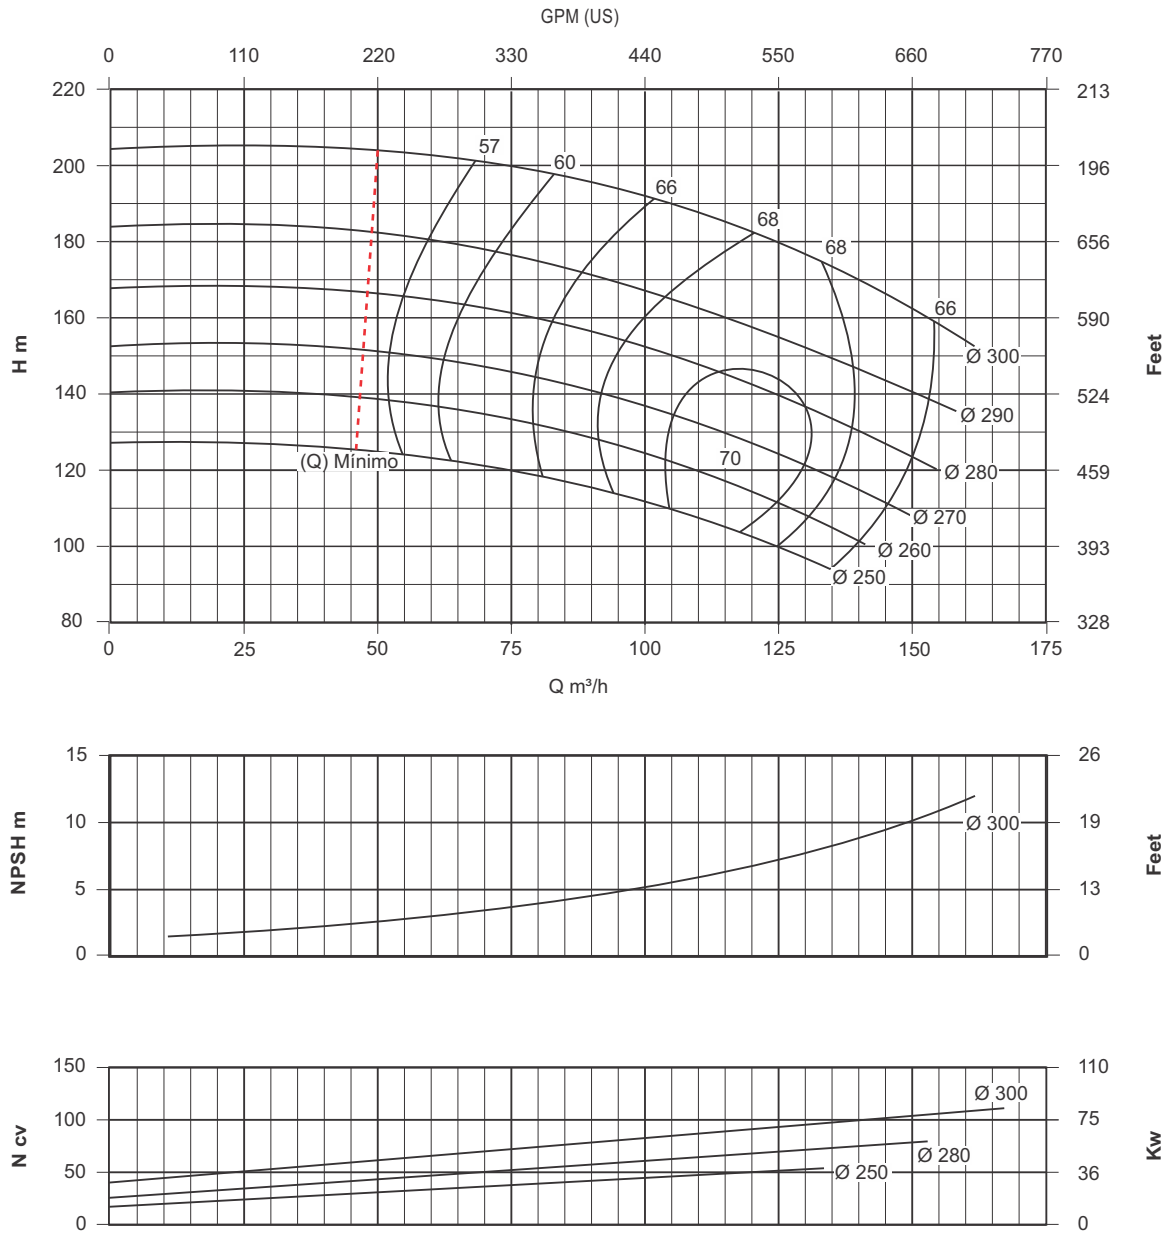 GPM (US)
0 110 220 330 440 550 660 770
220 213
57
60
200 196
66
68
180 656
68
66
160 590
Ø 300
H m
Feet
140 524
Ø 290
70
(Q) Mínimo
120 459
Ø 280
Ø 270
100 393
Ø 260
Ø 250
80 328
0 25 50 75 100 125 150 175
Q m³/h
15 26
10 19
Ø 300
NPSH m
Feet
5 13
0 0
150 110
Ø 300
100 75
N cv
Kw
Ø 280
50 36
Ø 250
0 0